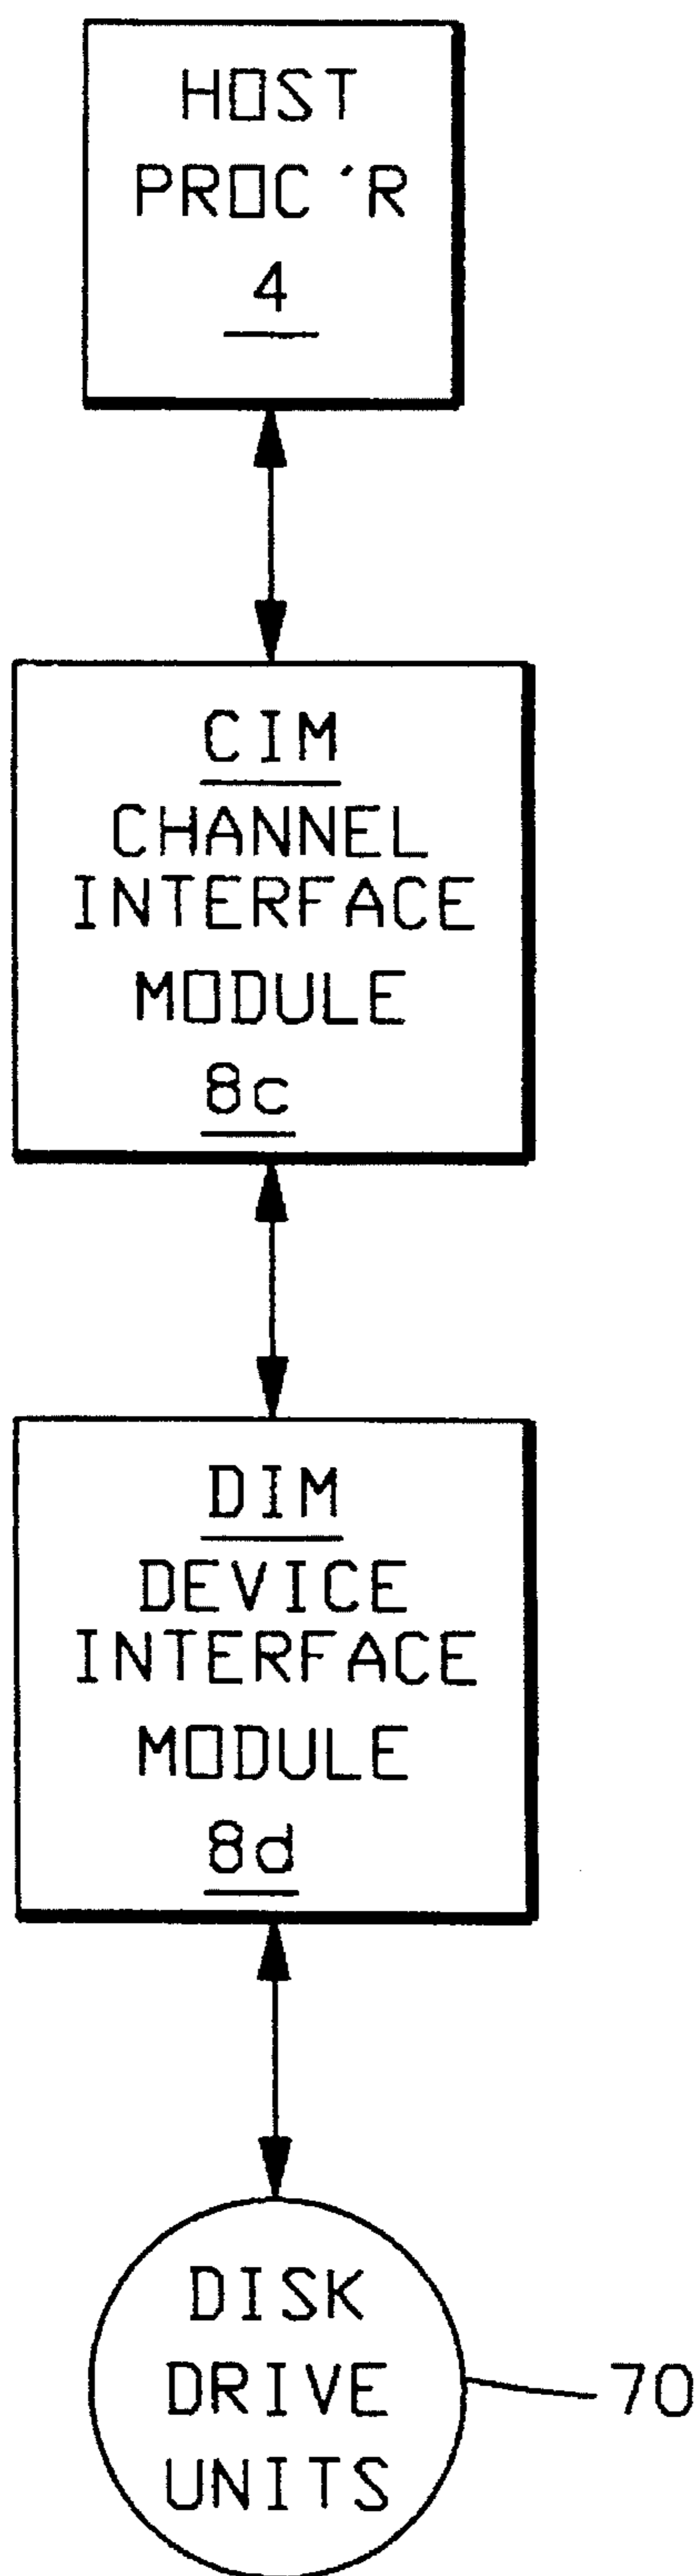 HOST
PROC'R
4
CIM
CHANNEL
INTERFACE
MODULE
8c
DIM
DEVICE
INTERFACE
MODULE
8d
DISK
DRIVE
UNITS
70